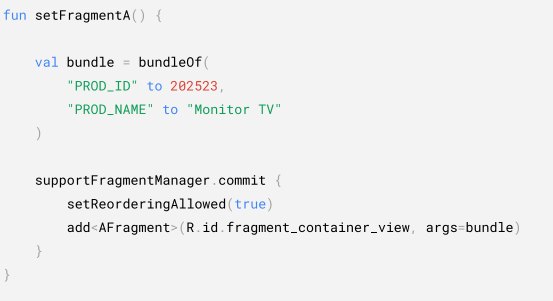 fun setFragmentA() {
val bundle = bundleOf(
"PROD_ID" to 202523,
"PROD_NAME" to "Monitor TV"
)
supportFragmentManager.commit {
setReorderingAllowed(true)
add<AFragment>(R.id.fragment_container_view, args=bundle)
}
}